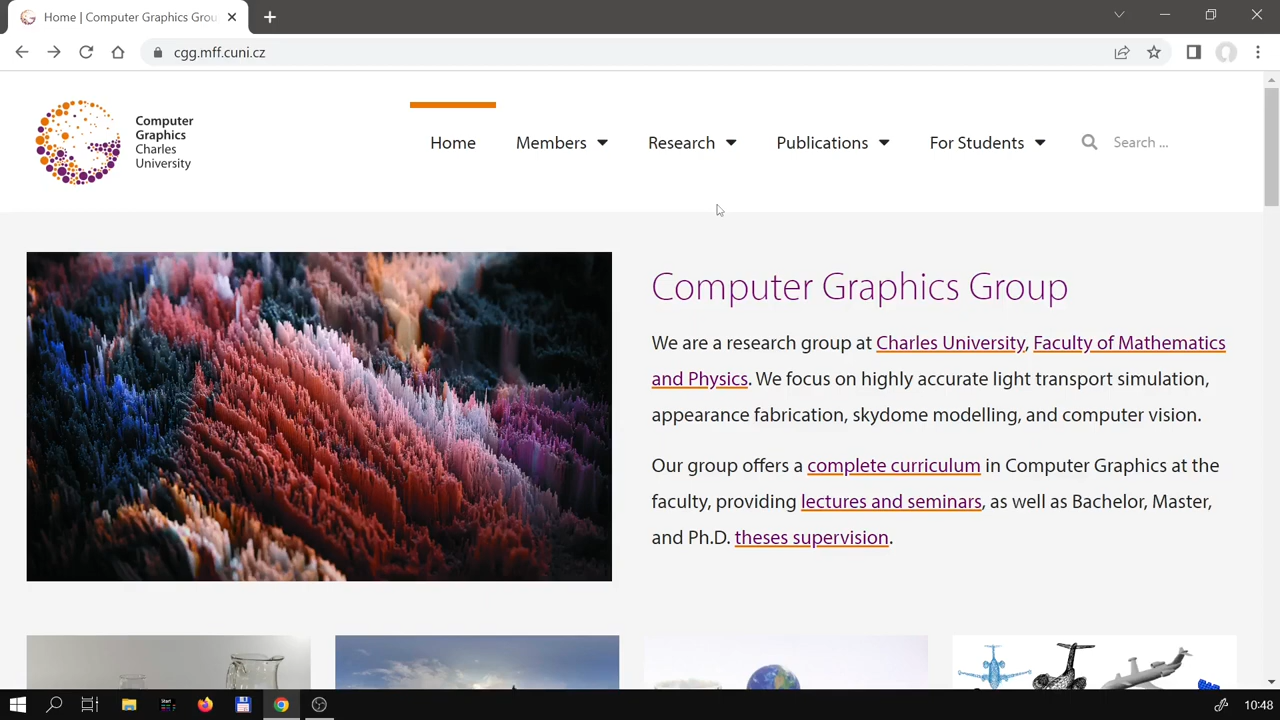 Home | Computer Graphics Grou
cgg.mff.cuni.cz
Computer
Graphics
Charles
University
Home
Members
Research
Publications
For Students
Search ...
Computer Graphics Group
We are a research group at Charles University, Faculty of Mathematics
and Physics. We focus on highly accurate light transport simulation,
appearance fabrication, skydome modelling, and computer vision.
Our group offers a complete curriculum in Computer Graphics at the
faculty, providing lectures and seminars, as well as Bachelor, Master,
and Ph.D. theses supervision.
10:48